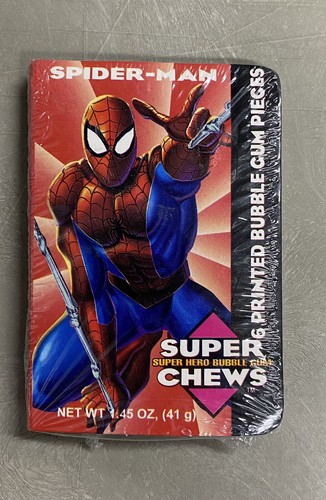 SPIDER-MAN
6 PRINTED BUBBLE GUM PIECES
SUPER
SUPER HERO BUBBLE GUM
CHEWS
NET WT 1.45 OZ, (41 g)